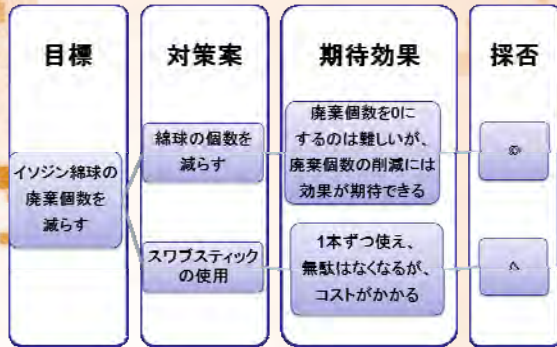 目標
対策案
期待効果
採否
イソジン綿球の
廃棄個数を
減らす
綿球の個数を
減らす
廃棄個数を0に
するのは難しいが、
廃棄個数の削減には
効果が期待できる
◎
スワブスティック
の使用
1本ずつ使え、
無駄はなくなるが、
コストがかかる
△